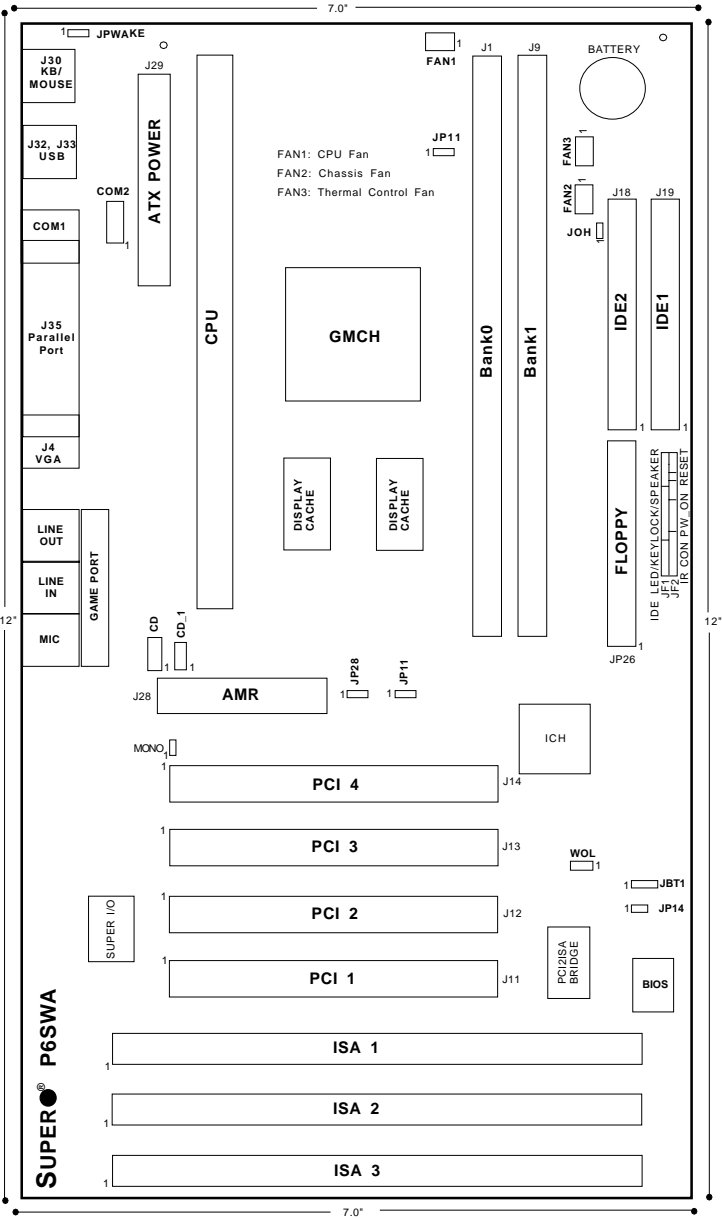 7.0"
1 JPWAKE
J30
KB/
MOUSE
J29
ATX POWER
FAN1
1
J1
J9
BATTERY
J32, J33
USB
FAN1: CPU Fan
FAN2: Chassis Fan
FAN3: Thermal Control Fan
JP11
1
FAN3
1
FAN2
1
J18
J19
COM2
1
COM1
JOH
1
J35
Parallel
Port
CPU
GMCH
Bank0
Bank1
IDE2
IDE1
1
1
J4
VGA
DISPLAY
CACHE
DISPLAY
CACHE
FLOPPY
1
JP26
IDE LED/KEYLOCK/SPEAKER
JF1
JF2
IR CON PW_ON RESET
LINE
OUT
LINE
IN
MIC
GAME PORT
12"
12"
CD
1
CD_1
1
J28
AMR
JP28
1
JP11
1
ICH
MONO
1
1
PCI 4
J14
1
PCI 3
J13
WOL
1
1
JBT1
1
JP14
SUPER I/O
1
PCI 2
J12
1
PCI 1
J11
PCI2ISA
BRIDGE
BIOS
SUPER® P6SWA
ISA 1
1
ISA 2
1
ISA 3
1
7.0"